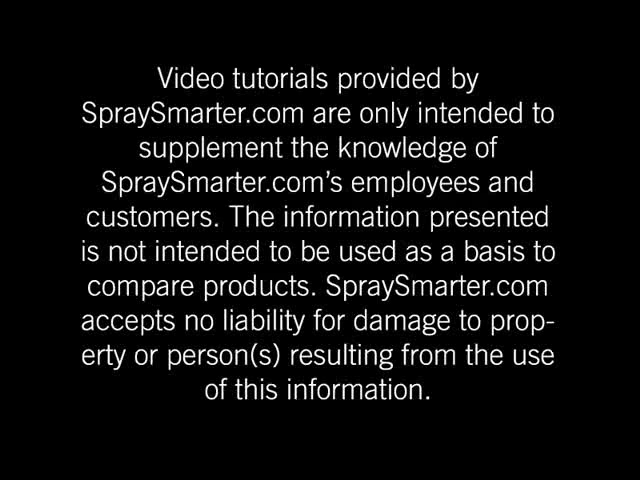 Video tutorials provided by
SpraySmarter.com are only intended to
supplement the knowledge of
SpraySmarter.com’s employees and
customers. The information presented
is not intended to be used as a basis to
compare products. SpraySmarter.com
accepts no liability for damage to prop-
erty or person(s) resulting from the use
of this information.